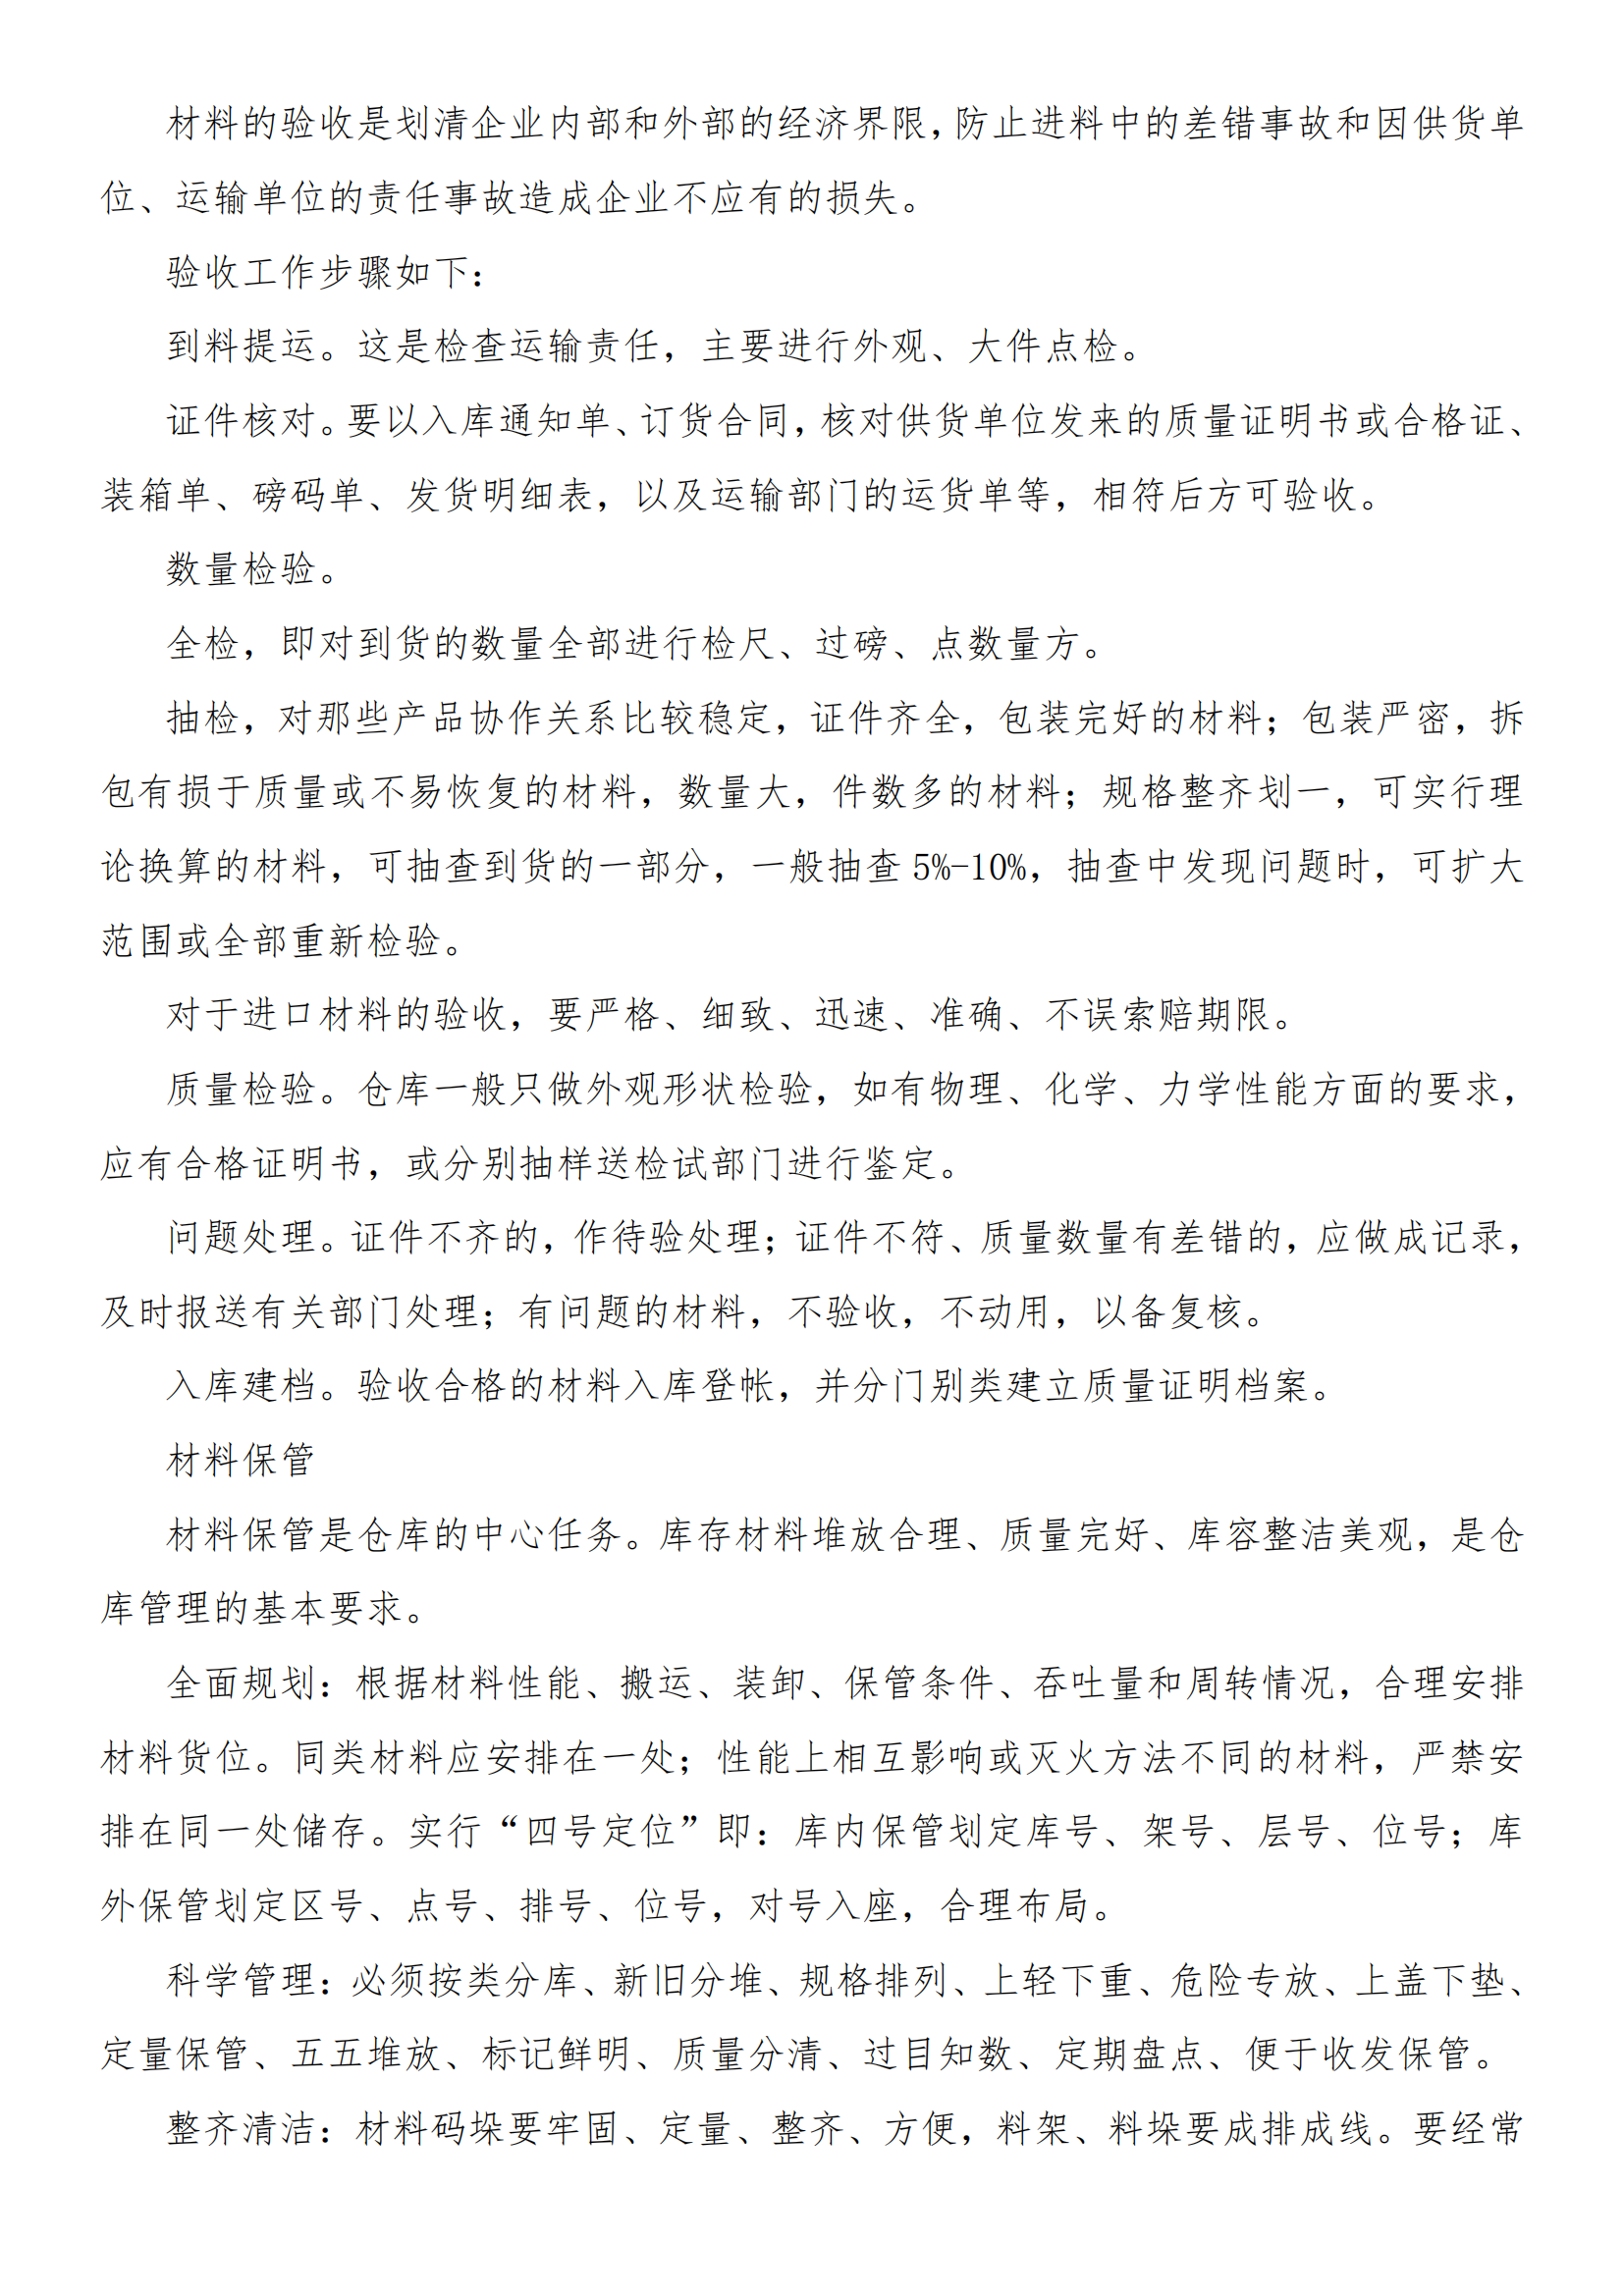 材料的验收是划清企业内部和外部的经济界限，防止进料中的差错事故和因供货单
位、运输单位的责任事故造成企业不应有的损失。
验收工作步骤如下：
到料提运。这是检查运输责任，主要进行外观、大件点检。
证件核对。要以入库通知单、订货合同，核对供货单位发来的质量证明书或合格证、
装箱单、磅码单、发货明细表，以及运输部门的运货单等，相符后方可验收。
数量检验。
全检，即对到货的数量全部进行检尺、过磅、点数量方。
抽检，对那些产品协作关系比较稳定，证件齐全，包装完好的材料；包装严密，拆
包有损于质量或不易恢复的材料，数量大，件数多的材料；规格整齐划一，可实行理
论换算的材料，可抽查到货的一部分，一般抽查5%-10%，抽查中发现问题时，可扩大
范围或全部重新检验。
对于进口材料的验收，要严格、细致、迅速、准确、不误索赔期限。
质量检验。仓库一般只做外观形状检验，如有物理、化学、力学性能方面的要求，
应有合格证明书，或分别抽样送检试部门进行鉴定。
问题处理。证件不齐的，作待验处理；证件不符、质量数量有差错的，应做成记录，
及时报送有关部门处理；有问题的材料，不验收，不动用，以备复核。
入库建档。验收合格的材料入库登帐，并分门别类建立质量证明档案。
材料保管
材料保管是仓库的中心任务。库存材料堆放合理、质量完好、库容整洁美观，是仓
库管理的基本要求。
全面规划：根据材料性能、搬运、装卸、保管条件、吞吐量和周转情况，合理安排
材料货位。同类材料应安排在一处；性能上相互影响或灭火方法不同的材料，严禁安
排在同一处储存。实行“四号定位”即：库内保管划定库号、架号、层号、位号；库
外保管划定区号、点号、排号、位号，对号入座，合理布局。
科学管理：必须按类分库、新旧分堆、规格排列、上轻下重、危险专放、上盖下垫、
定量保管、五五堆放、标记鲜明、质量分清、过目知数、定期盘点、便于收发保管。
整齐清洁：材料码垛要牢固、定量、整齐、方便，料架、料垛要成排成线。要经常